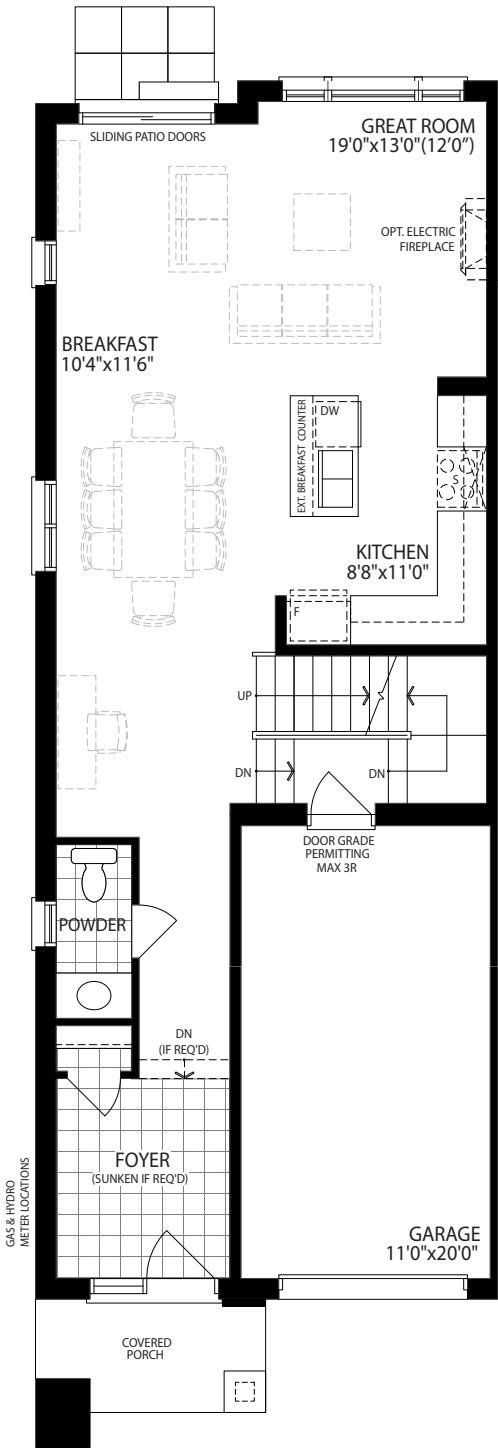 SLIDING PATIO DOORS
GREAT ROOM
19'0"x13'0"(12'0")
OPT. ELECTRIC
FIREPLACE
BREAKFAST
10'4"x11'6"
EXT. BREAKFAST COUNTER
DW
S
KITCHEN
8'8"x11'0"
F
UP
DN
DN
DOOR GRADE
PERMITTING
MAX 3R
POWDER
DN
(IF REQ'D)
FOYER
(SUNKEN IF REQ'D)
GAS & HYDRO
METER LOCATIONS
GARAGE
11'0"x20'0"
COVERED
PORCH